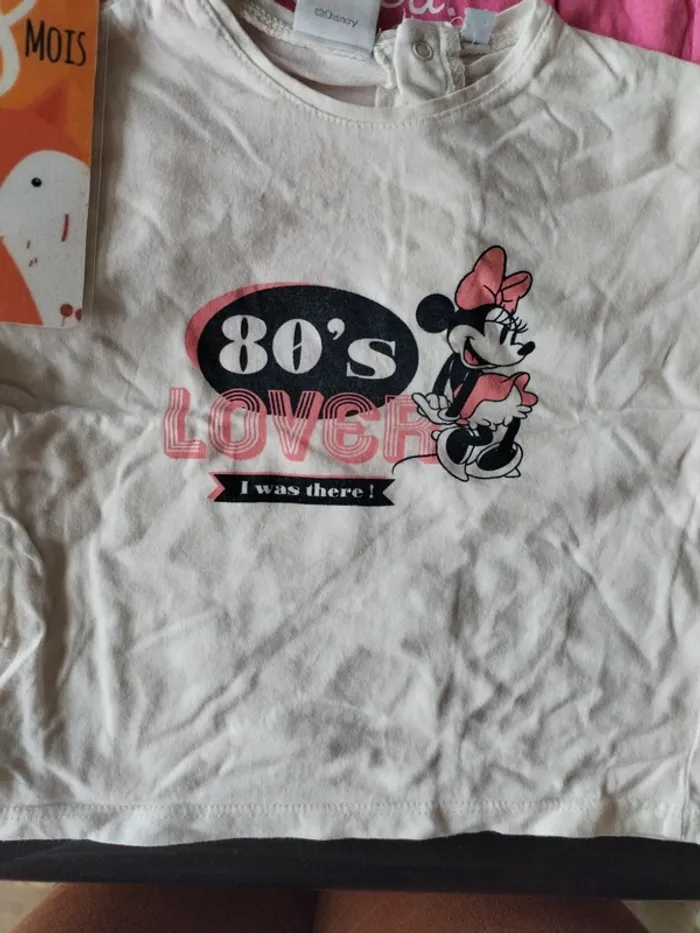 MOIS
©Disney
80's
LOVER
I was there !